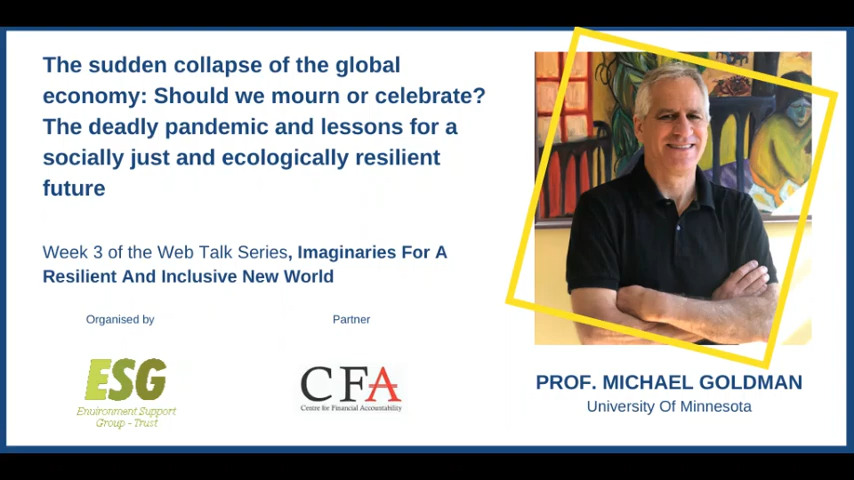 The sudden collapse of the global
economy: Should we mourn or celebrate?
The deadly pandemic and lessons for a
socially just and ecologically resilient
future
Week 3 of the Web Talk Series, Imaginaries For A
Resilient And Inclusive New World
Organised by
Partner
ESG
Environment Support
Group - Trust
CFA
Centre for Financial Accountability
PROF. MICHAEL GOLDMAN
University Of Minnesota